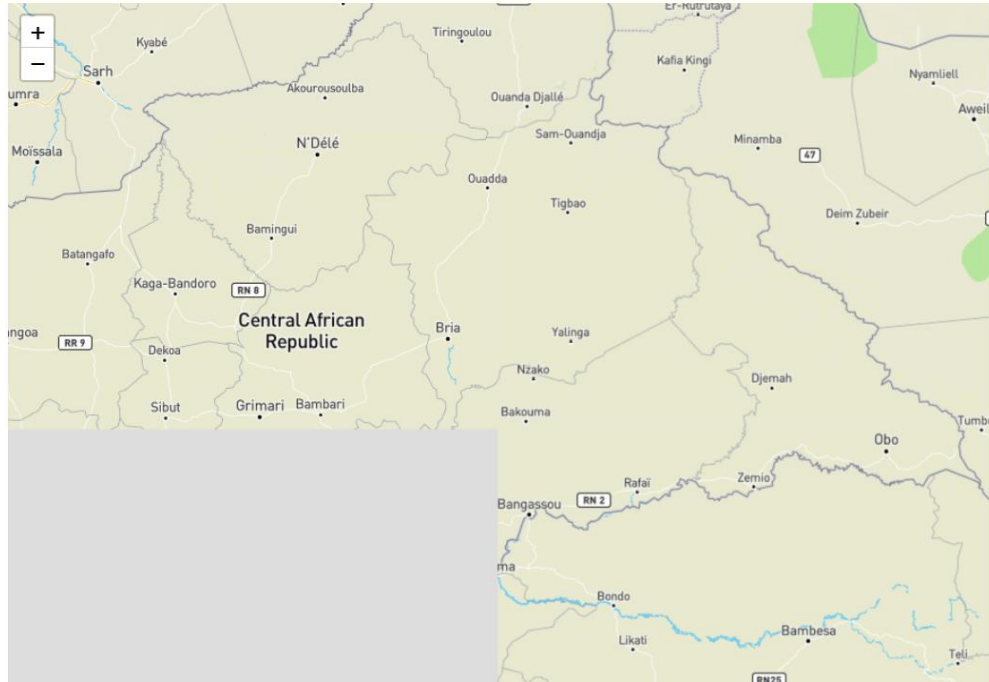 +
−
Er-Rutrutaya
Tiringoulou
Kyabé
Kafia Kingi
Sarh
Nyamliell
Akourousoulba
umra
Ouanda Djallé
Aweil
Sam-Ouandja
Minamba
N'Délé
47
Moïssala
Ouadda
Tigbao
Deim Zubeir
Bamingui
Batangafo
Kaga-Bandoro
RN 8
Central African
Republic
Bria
ngoa
Yalinga
RR 9
Dekoa
Nzako
Djemah
Sibut
Grimari
Bambari
Bakouma
Tumbu
Obo
Zemio
Rafaï
Bangassou
RN 2
ma
Bondo
Bambesa
Likati
Teli
RN25